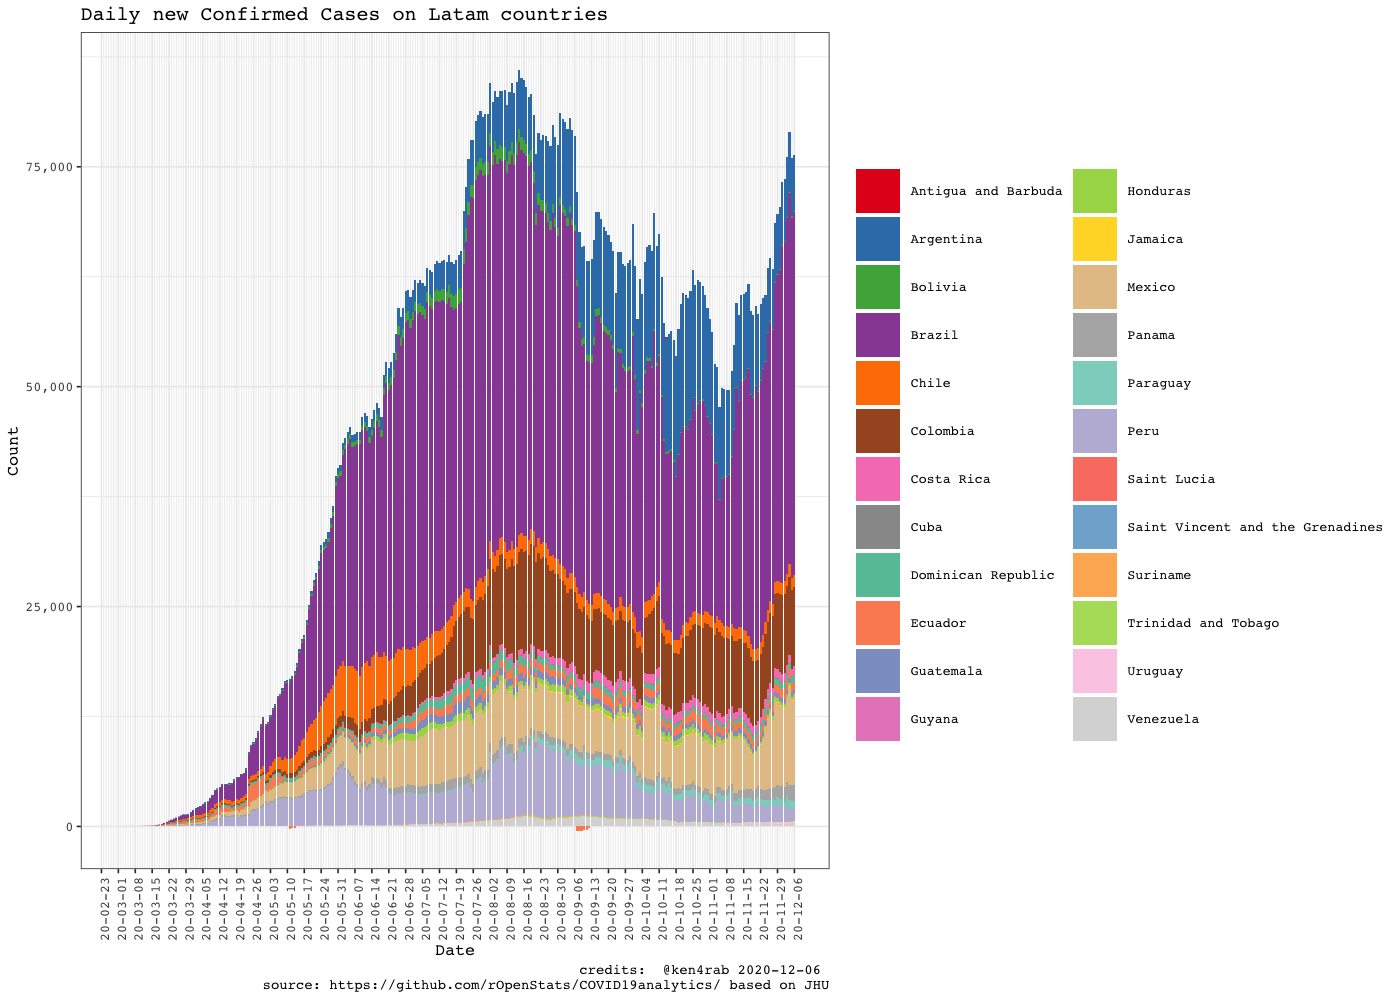 Daily new Confirmed Cases on Latam countries
Count
75,000
50,000
25,000
0
20-02-23
20-03-01
20-03-08
20-03-15
20-03-22
20-03-29
20-04-05
20-04-12
20-04-19
20-04-26
20-05-03
20-05-10
20-05-17
20-05-24
20-05-31
20-06-07
20-06-14
20-06-21
20-06-28
20-07-05
20-07-12
20-07-19
20-07-26
20-08-02
20-08-09
20-08-16
20-08-23
20-08-30
20-09-06
20-09-13
20-09-20
20-09-27
20-10-04
20-10-11
20-10-18
20-10-25
20-11-01
20-11-08
20-11-15
20-11-22
20-11-29
20-12-06
Date
Antigua and Barbuda
Argentina
Bolivia
Brazil
Chile
Colombia
Costa Rica
Cuba
Dominican Republic
Ecuador
Guatemala
Guyana
Honduras
Jamaica
Mexico
Panama
Paraguay
Peru
Saint Lucia
Saint Vincent and the Grenadines
Suriname
Trinidad and Tobago
Uruguay
Venezuela
credits:  @ken4rab 2020-12-06
source: https://github.com/rOpenStats/COVID19analytics/ based on JHU